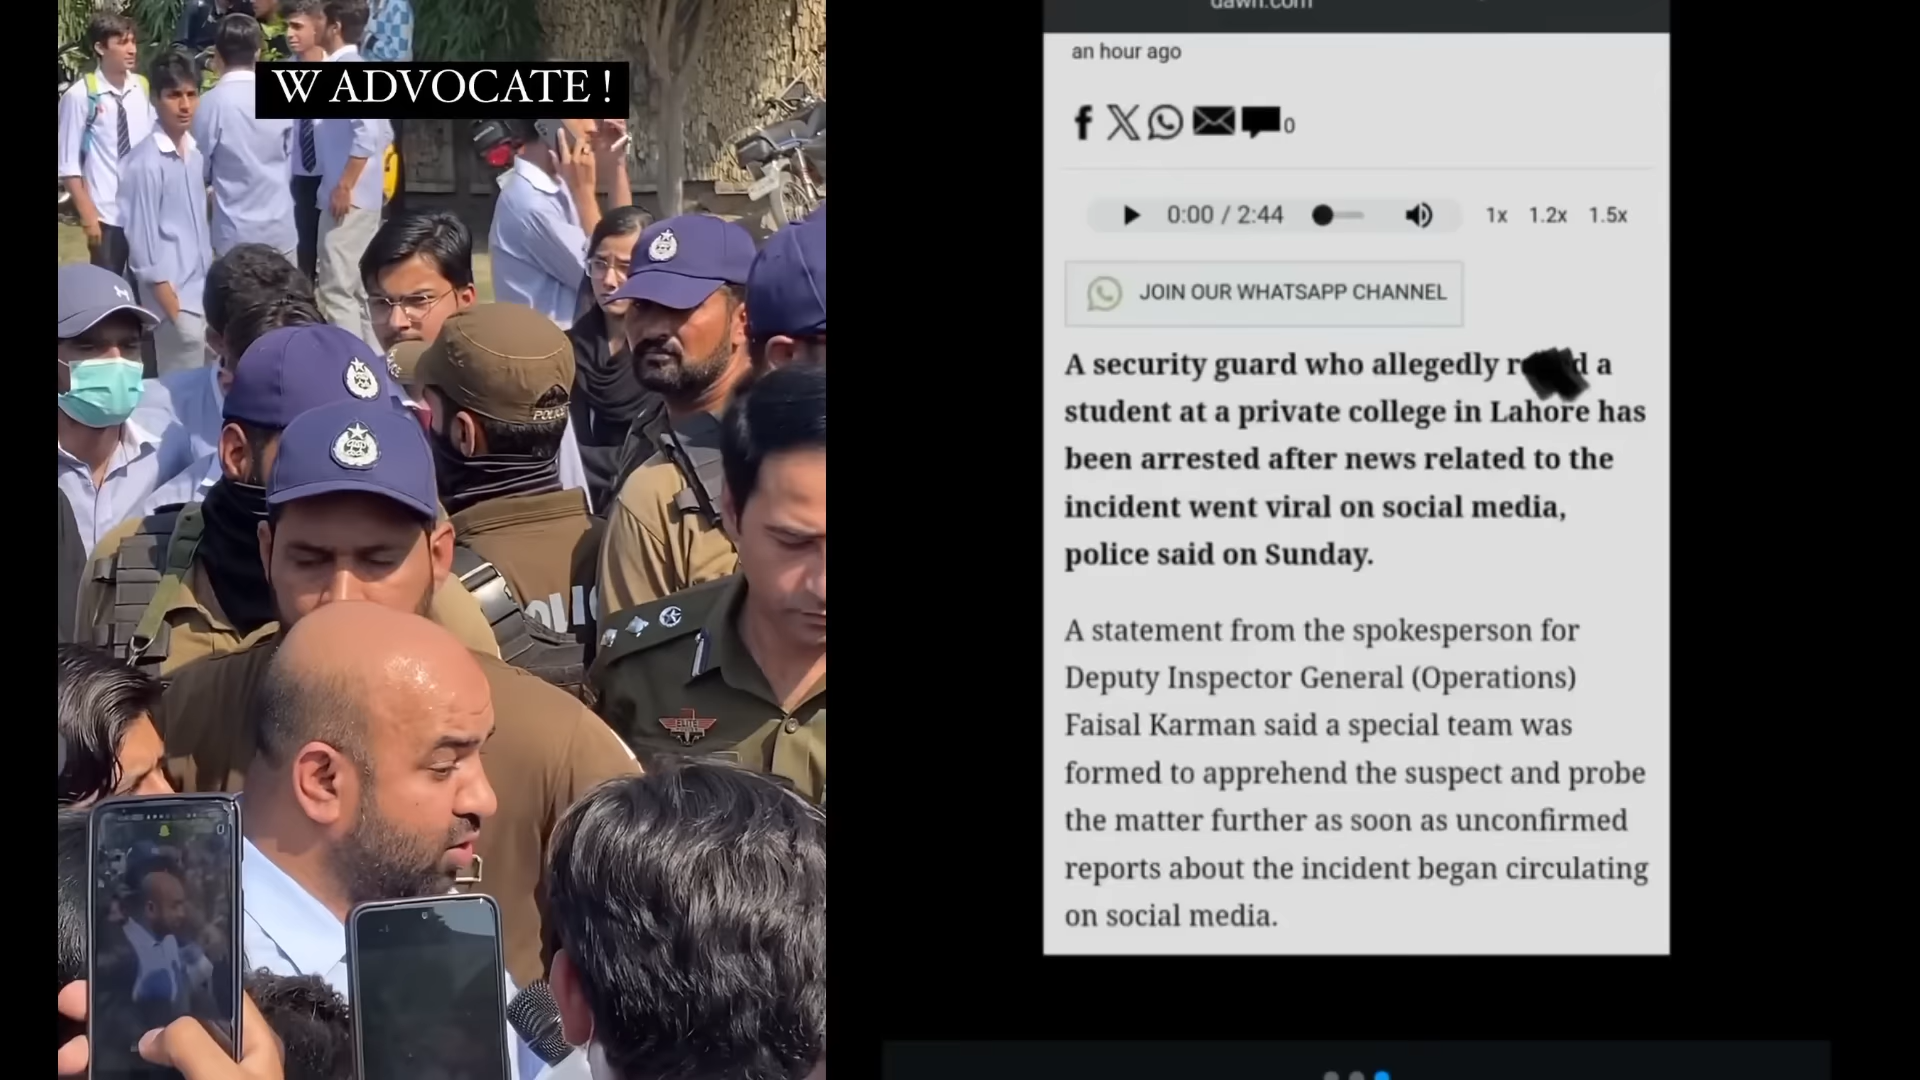 W ADVOCATE !
POLICE
ELITE
dawn.com
an hour ago
0
0:00 / 2:44
1x 1.2x 1.5x
JOIN OUR WHATSAPP CHANNEL
A security guard who allegedly a
student at a private college in Lahore has
been arrested after news related to the
incident went viral on social media,
police said on Sunday.
A statement from the spokesperson for
Deputy Inspector General (Operations)
Faisal Karman said a special team was
formed to apprehend the suspect and probe
the matter further as soon as unconfirmed
reports about the incident began circulating
on social media.